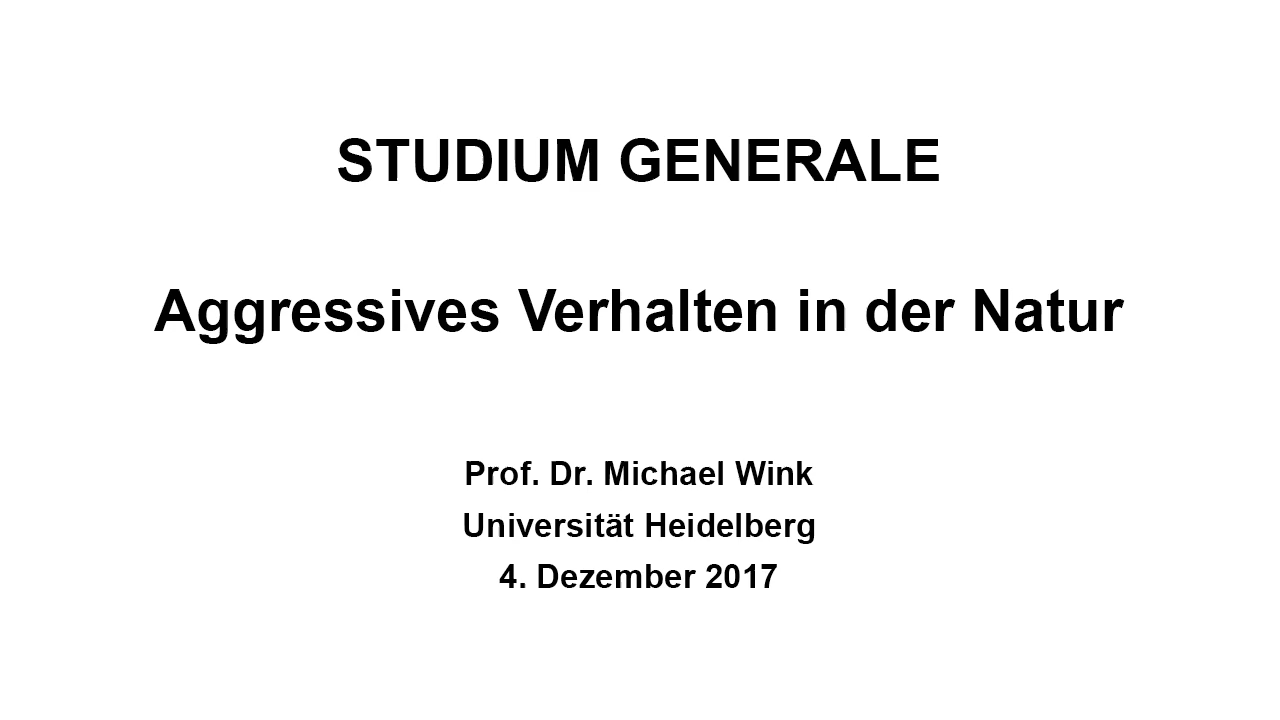 STUDIUM GENERALE
Aggressives Verhalten in der Natur
Prof. Dr. Michael Wink
Universität Heidelberg
4. Dezember 2017